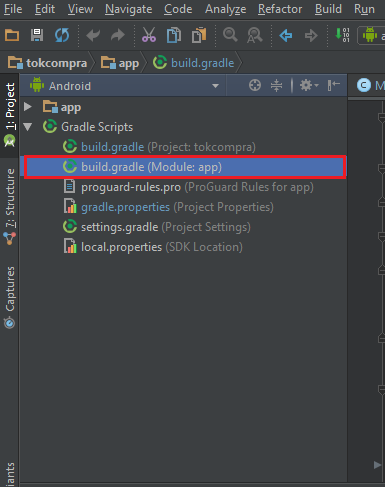 File Edit View Navigate Code Analyze Refactor Build Run
tokcompra app build.gradle
1: Project
7: Structure
Captures
Android
app
Gradle Scripts
build.gradle (Project: tokcompra)
build.gradle (Module: app)
proguard-rules.pro (ProGuard Rules for app)
gradle.properties (Project Properties)
settings.gradle (Project Settings)
local.properties (SDK Location)